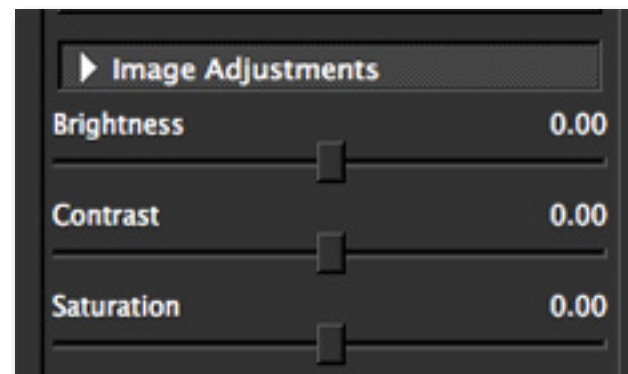 Image Adjustments
Brightness 0.00
Contrast 0.00
Saturation 0.00